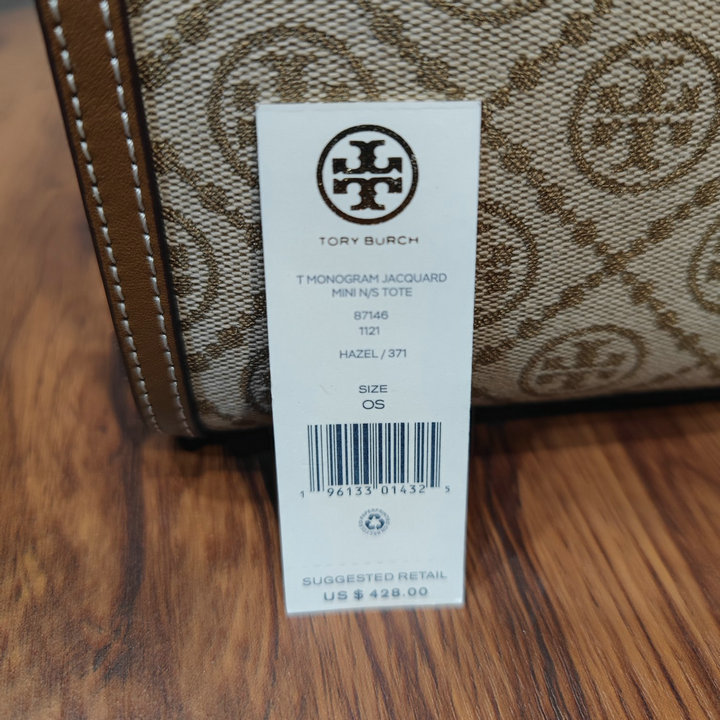 TORY BURCH
T MONOGRAM JACQUARD
MINI N/S TOTE
87146
1121
HAZEL / 371
SIZE
OS
1 96133 01432 5
SUGGESTED RETAIL
US $ 428.00